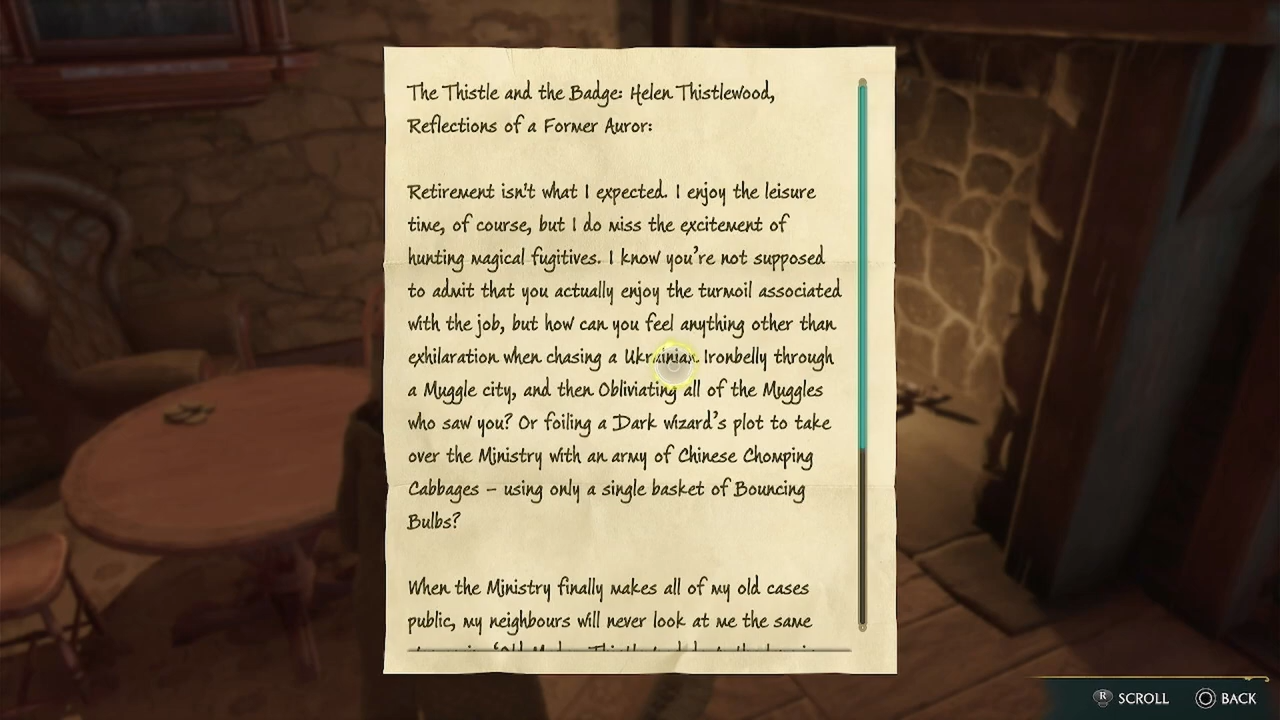 The Thistle and the Badge: Helen Thistlewood,
Reflections of a Former Auror:
Retirement isn't what I expected. I enjoy the leisure
time, of course, but I do miss the excitement of
hunting magical fugitives. I know you're not supposed
to admit that you actually enjoy the turmoil associated
with the job, but how can you feel anything other than
exhilaration when chasing a Ukrainian Ironbelly through
a Muggle city, and then Obliviating all of the Muggles
who saw you? Or foiling a Dark wizard's plot to take
over the Ministry with an army of Chinese Chomping
Cabbages – using only a single basket of Bouncing
Bulbs?
When the Ministry finally makes all of my old cases
public, my neighbours will never look at me the same
R SCROLL BACK